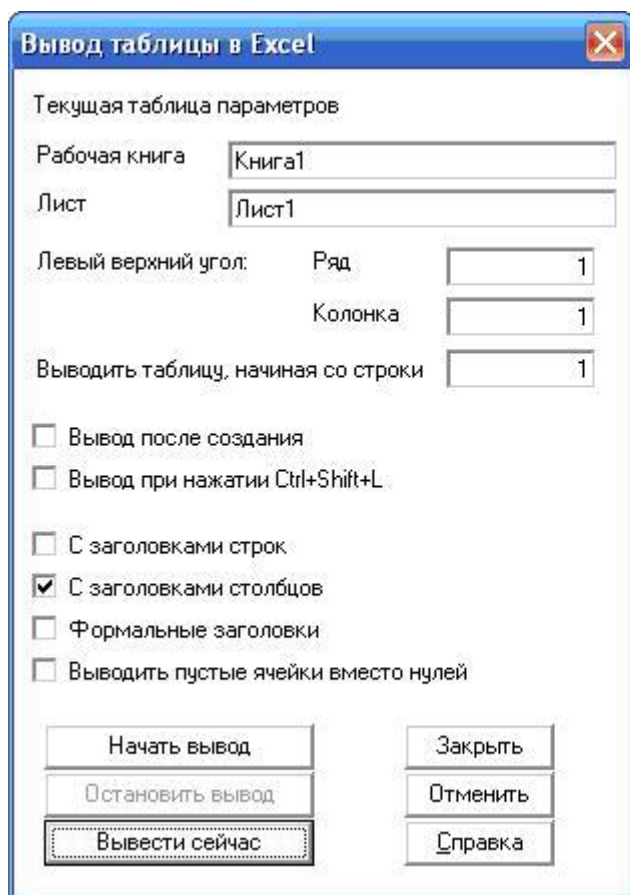 Вывод таблицы в Excel
Текущая таблица параметров
Рабочая книга Книга1
Лист Лист1
Левый верхний угол: Ряд 1
Колонка 1
Выводить таблицу, начиная со строки 1
Вывод после создания
Вывод при нажатии Ctrl+Shift+L
С заголовками строк
С заголовками столбцов
Формальные заголовки
Выводить пустые ячейки вместо нулей
Начать вывод Закрыть
Остановить вывод Отменить
Вывести сейчас Справка